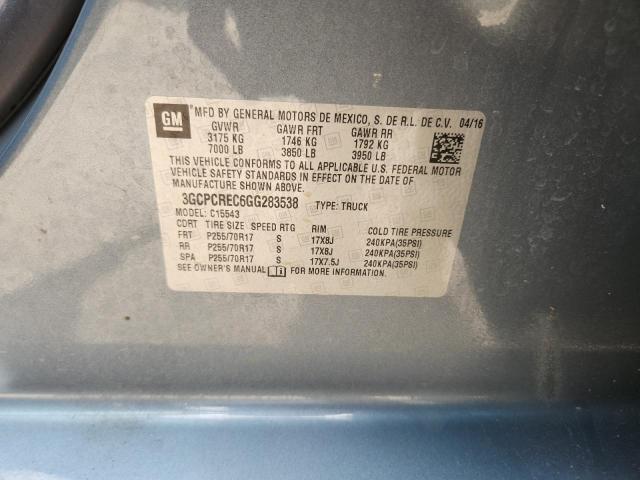 GM
MFD BY GENERAL MOTORS DE MEXICO, S. DE R.L. DE C.V. 04/16
GVWR GAWR FRT GAWR RR
3175 KG 1746 KG 1792 KG
7000 LB 3850 LB 3950 LB
THIS VEHICLE CONFORMS TO ALL APPLICABLE U.S. FEDERAL MOTOR
VEHICLE SAFETY STANDARDS IN EFFECT ON THE DATE OF
MANUFACTURE SHOWN ABOVE.
3GCPCREC6GG283538 TYPE: TRUCK
MODEL: C15543
CDRT TIRE SIZE SPEED RTG RIM COLD TIRE PRESSURE
FRT P255/70R17 S 17X8J 240KPA(35PSI)
RR P255/70R17 S 17X8J 240KPA(35PSI)
SPA P255/70R17 S 17X7.5J 240KPA(35PSI)
SEE OWNER'S MANUAL FOR MORE INFORMATION.